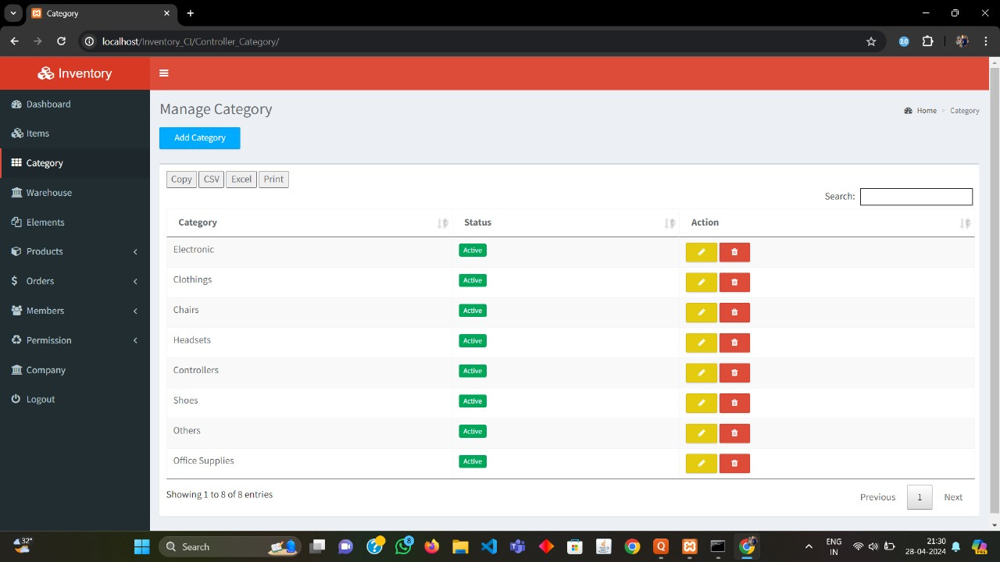 Category
localhost/Inventory_CI/Controller_Category/
2.0
Inventory
Dashboard
Items
Category
Warehouse
Elements
Products
Orders
Members
Permission
Company
Logout
Manage Category
Home > Category
Add Category
Copy CSV Excel Print
Search:
Category Status Action
Electronic Active
Clothings Active
Chairs Active
Headsets Active
Controllers Active
Shoes Active
Others Active
Office Supplies Active
Showing 1 to 8 of 8 entries
Previous 1 Next
32°
Search
8
ENG
IN
21:30
28-04-2024
PRE